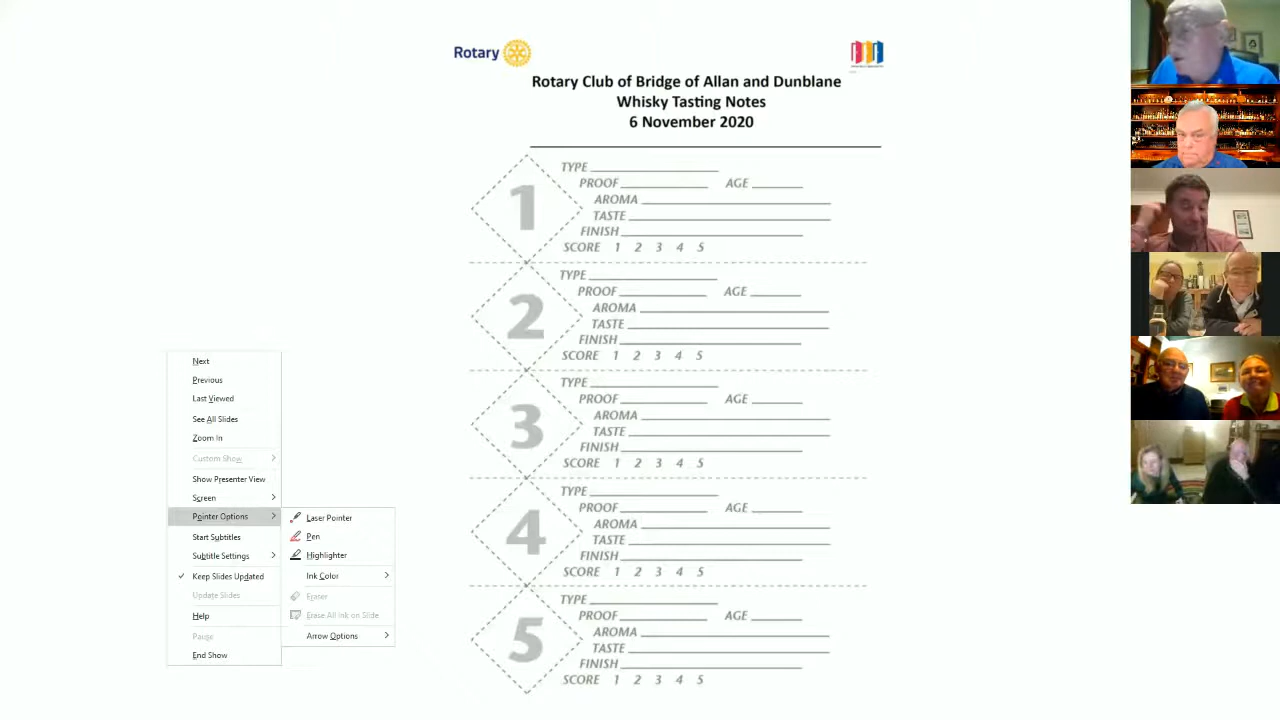 Rotary
Rotary Club of Bridge of Allan and Dunblane
Whisky Tasting Notes
6 November 2020
1
TYPE
PROOF AGE
AROMA
TASTE
FINISH
SCORE 1 2 3 4 5
2
TYPE
PROOF AGE
AROMA
TASTE
FINISH
SCORE 1 2 3 4 5
3
TYPE
PROOF AGE
AROMA
TASTE
FINISH
SCORE 1 2 3 4 5
4
TYPE
PROOF AGE
AROMA
TASTE
FINISH
SCORE 1 2 3 4 5
5
TYPE
PROOF AGE
AROMA
TASTE
FINISH
SCORE 1 2 3 4 5
Next
Previous
Last Viewed
See All Slides
Zoom In
Custom Show
Show Presenter View
Screen
Pointer Options
Start Subtitles
Subtitle Settings
Keep Slides Updated
Update Slides
Help
Pause
End Show
Laser Pointer
Pen
Highlighter
Ink Color
Eraser
Erase All Ink on Slide
Arrow Options